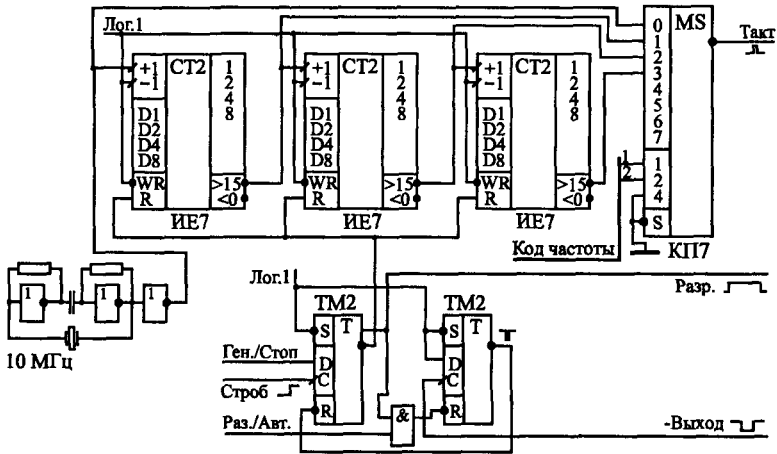 Лог.1
+1
−1
CT2
1
2
4
8
D1
D2
D4
D8
WR
R
>15
<0
ИЕ7
+1
−1
CT2
1
2
4
8
D1
D2
D4
D8
WR
R
>15
<0
ИЕ7
+1
−1
CT2
1
2
4
8
D1
D2
D4
D8
WR
R
>15
<0
ИЕ7
0
1
2
3
4
5
6
7
MS
Такт
1
2
1
2
4
S
Код частоты
КП7
1
1
1
10 МГц
Лог.1
ТМ2
S
T
D
C
R
ТМ2
S
T
D
C
R
&
Ген./Стоп
Строб
Раз./Авт.
Разр.
-Выход